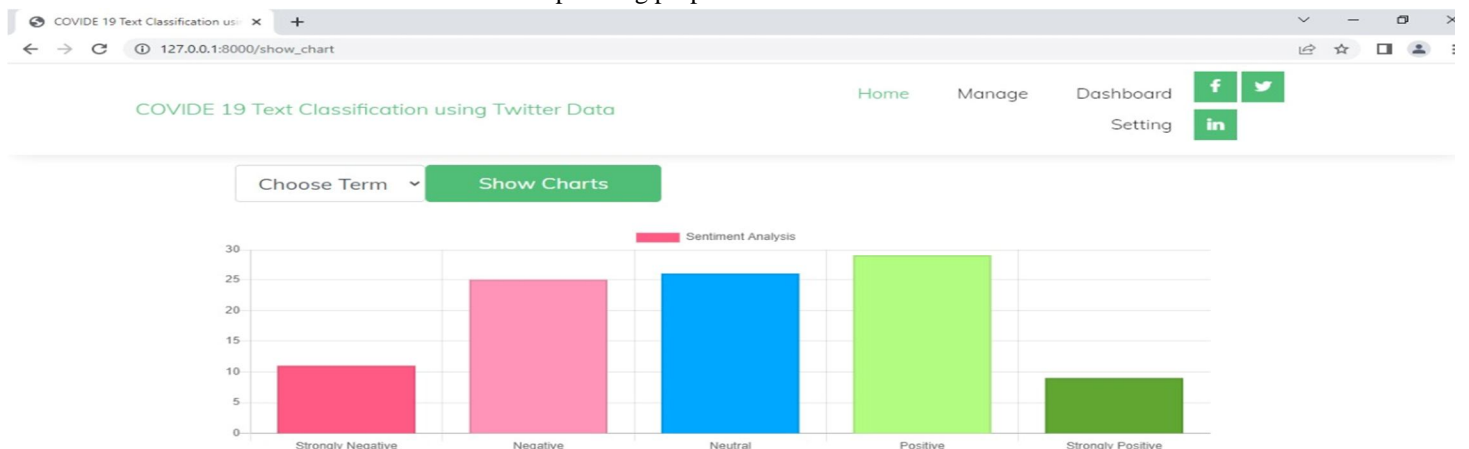 COVIDE 19 Text Classification usi
127.0.0.1:8000/show_chart
COVIDE 19 Text Classification using Twitter Data
Home Manage Dashboard
Setting
f
in
Choose Term
Show Charts
Sentiment Analysis
30
25
20
15
10
5
0
Strongly Negative Negative Neutral Positive Strongly Positive